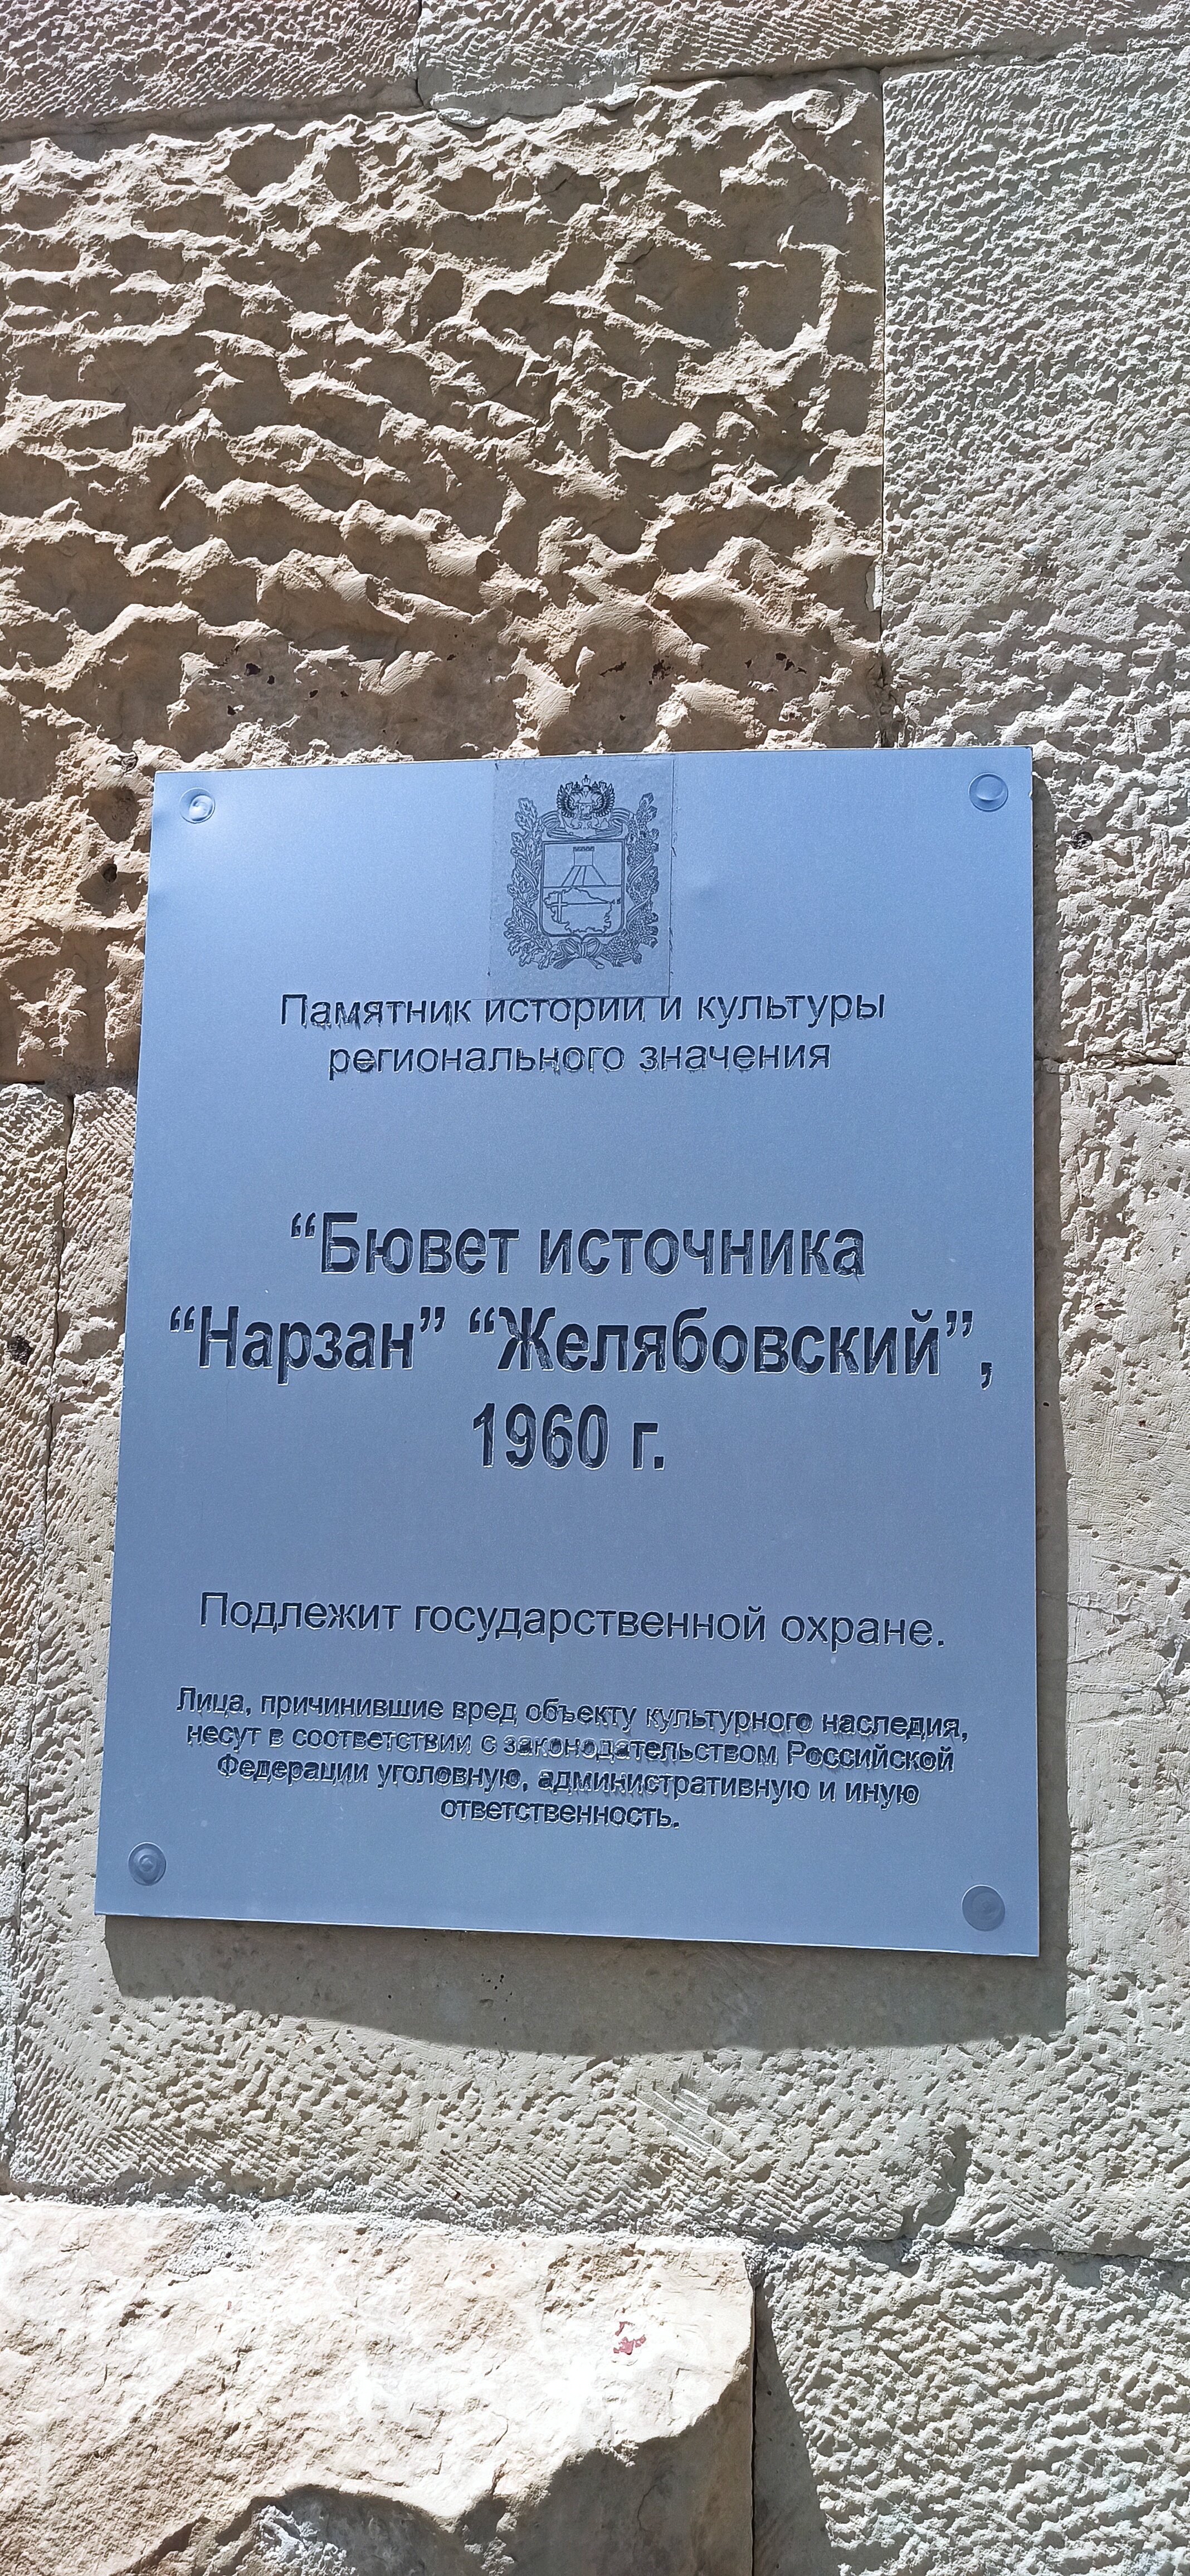 Памятник истории и культуры
регионального значения
“Бювет источника
“Нарзан” “Желябовский”,
1960 г.
Подлежит государственной охране.
Лица, причинившие вред объекту культурного наследия,
несут в соответствии с законодательством Российской
Федерации уголовную, административную и иную
ответственность.